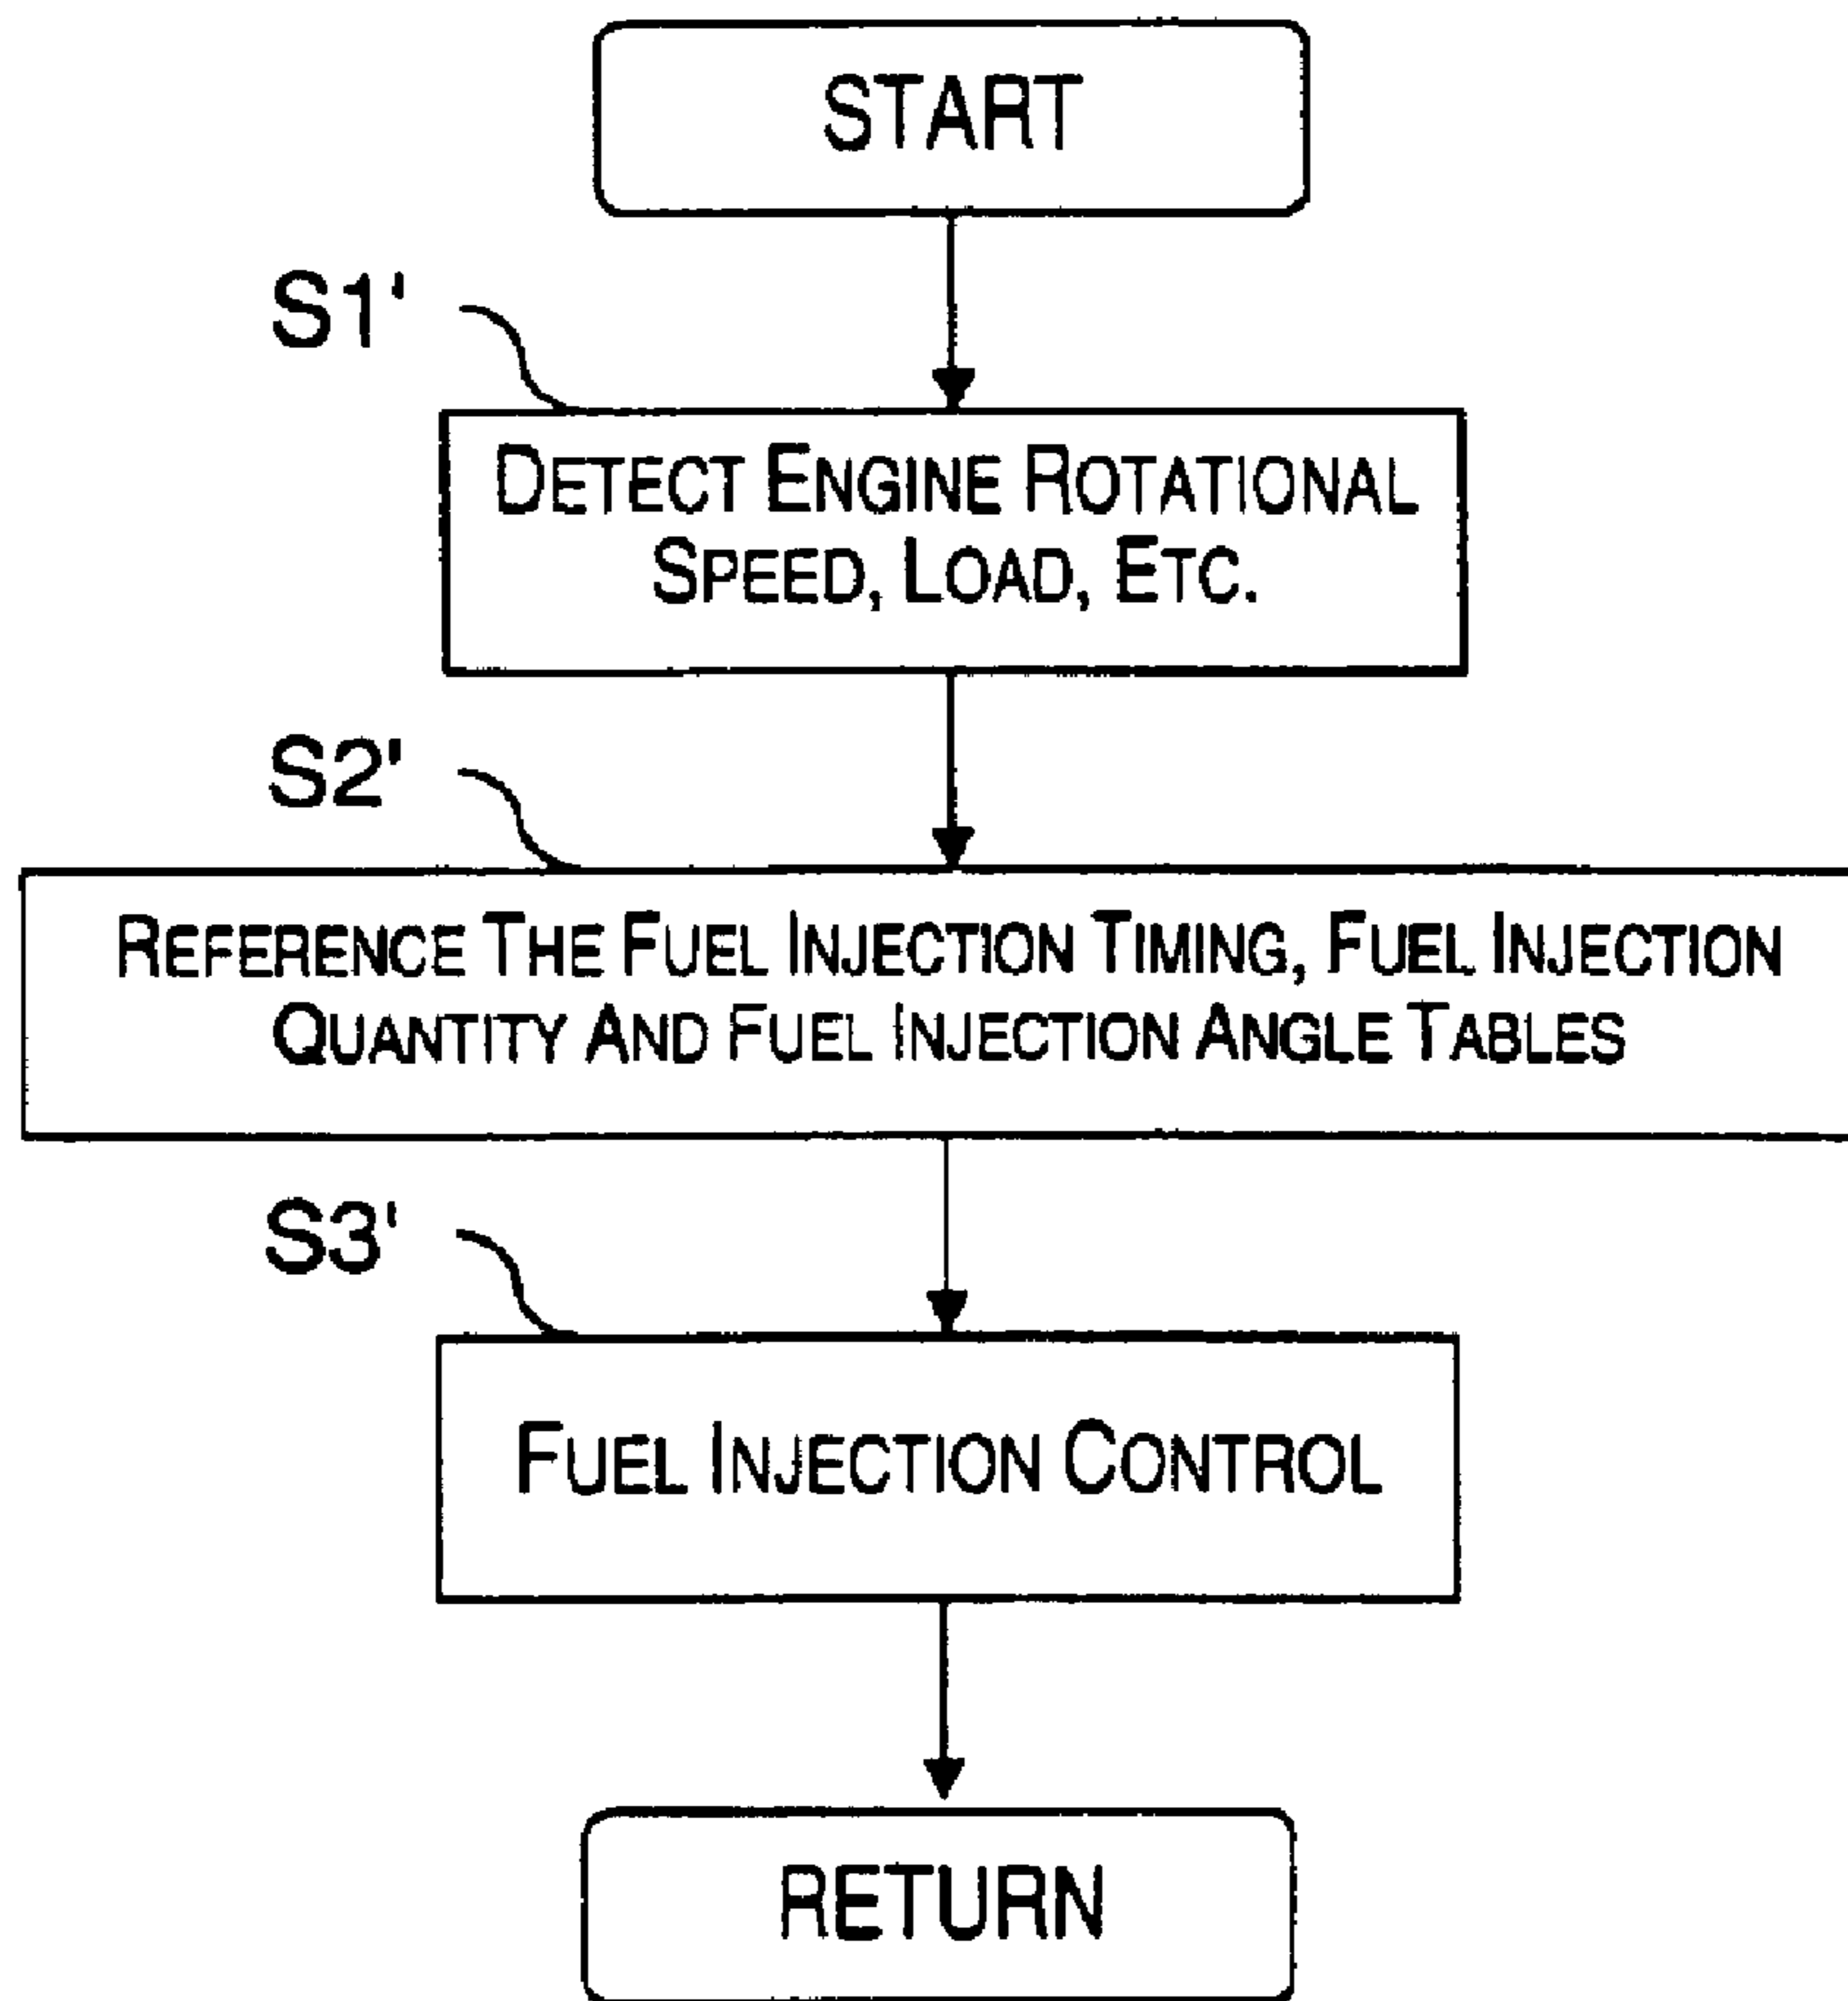 START
S1'
DETECT ENGINE ROTATIONAL
SPEED, LOAD, ETC.
S2'
REFERENCE THE FUEL INJECTION TIMING, FUEL INJECTION
QUANTITY AND FUEL INJECTION ANGLE TABLES
S3'
FUEL INJECTION CONTROL
RETURN